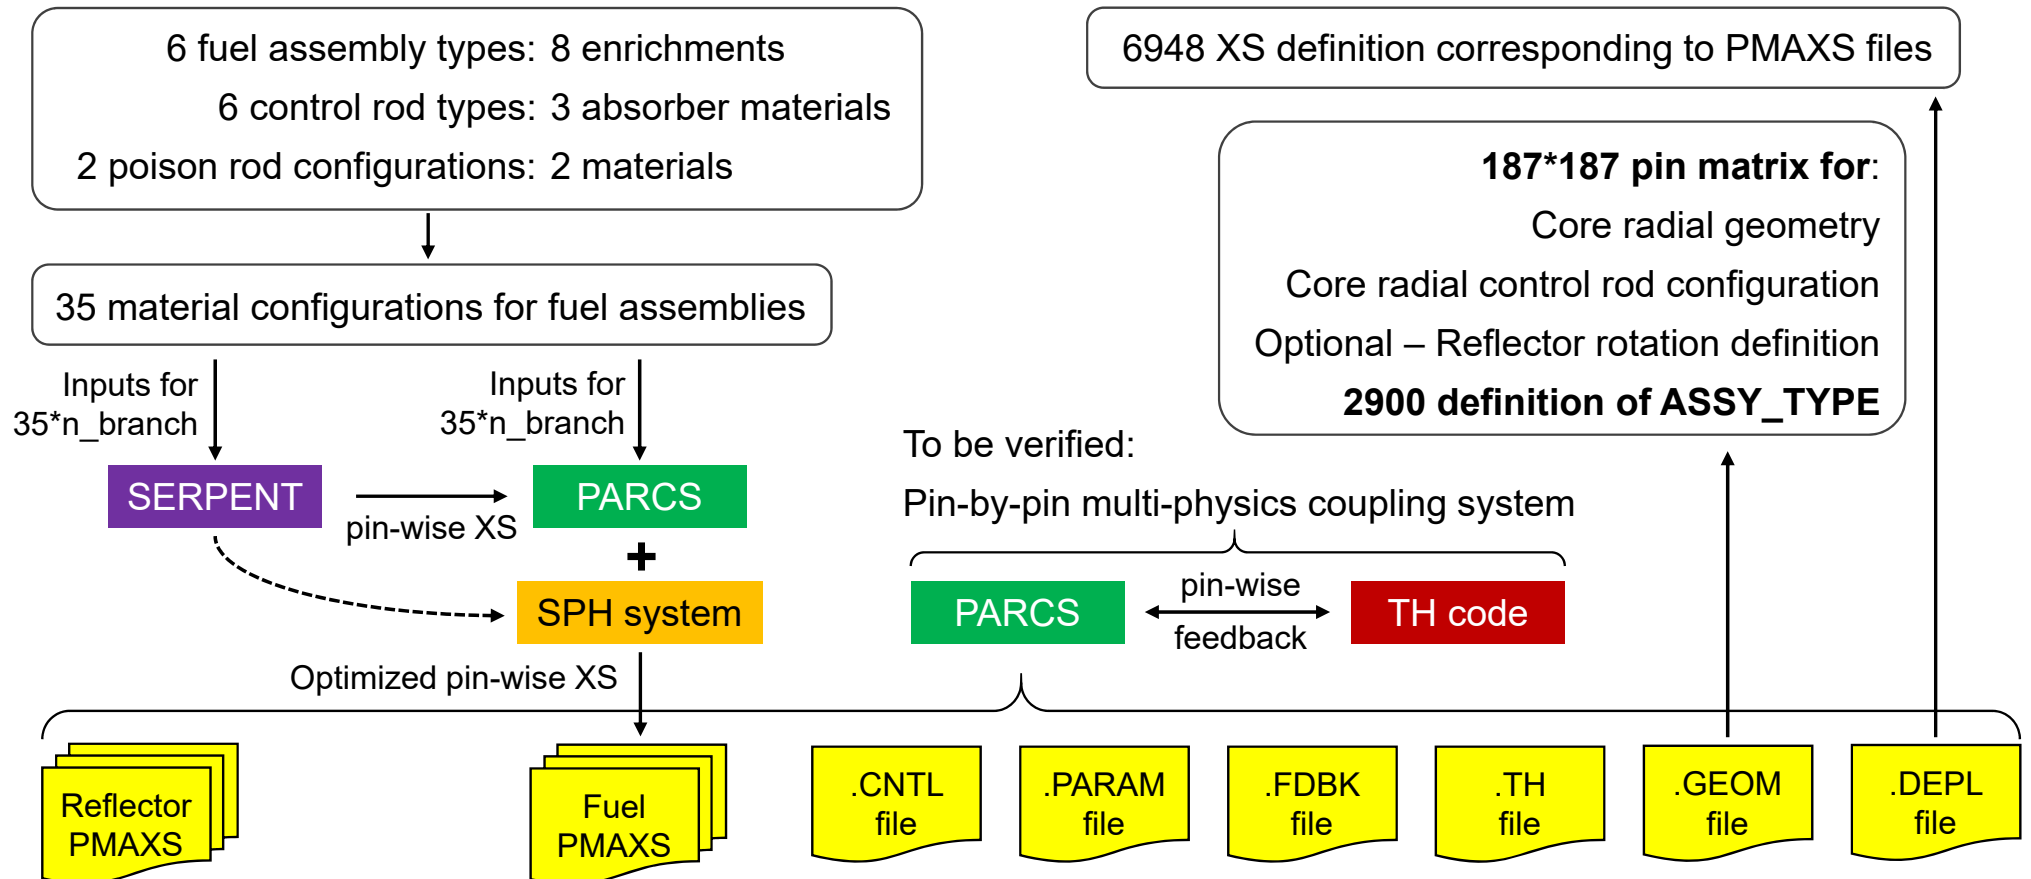 6 fuel assembly types: 8 enrichments
6 control rod types: 3 absorber materials
2 poison rod configurations: 2 materials
6948 XS definition corresponding to PMAXS files
187*187 pin matrix for:
Core radial geometry
Core radial control rod configuration
Optional – Reflector rotation definition
2900 definition of ASSY_TYPE
35 material configurations for fuel assemblies
Inputs for
35*n_branch
Inputs for
35*n_branch
SERPENT
pin-wise XS
PARCS
+
SPH system
Optimized pin-wise XS
To be verified:
Pin-by-pin multi-physics coupling system
PARCS
pin-wise
feedback
TH code
Reflector
PMAXS
Fuel
PMAXS
.CNTL
file
.PARAM
file
.FDBK
file
.TH
file
.GEOM
file
.DEPL
file